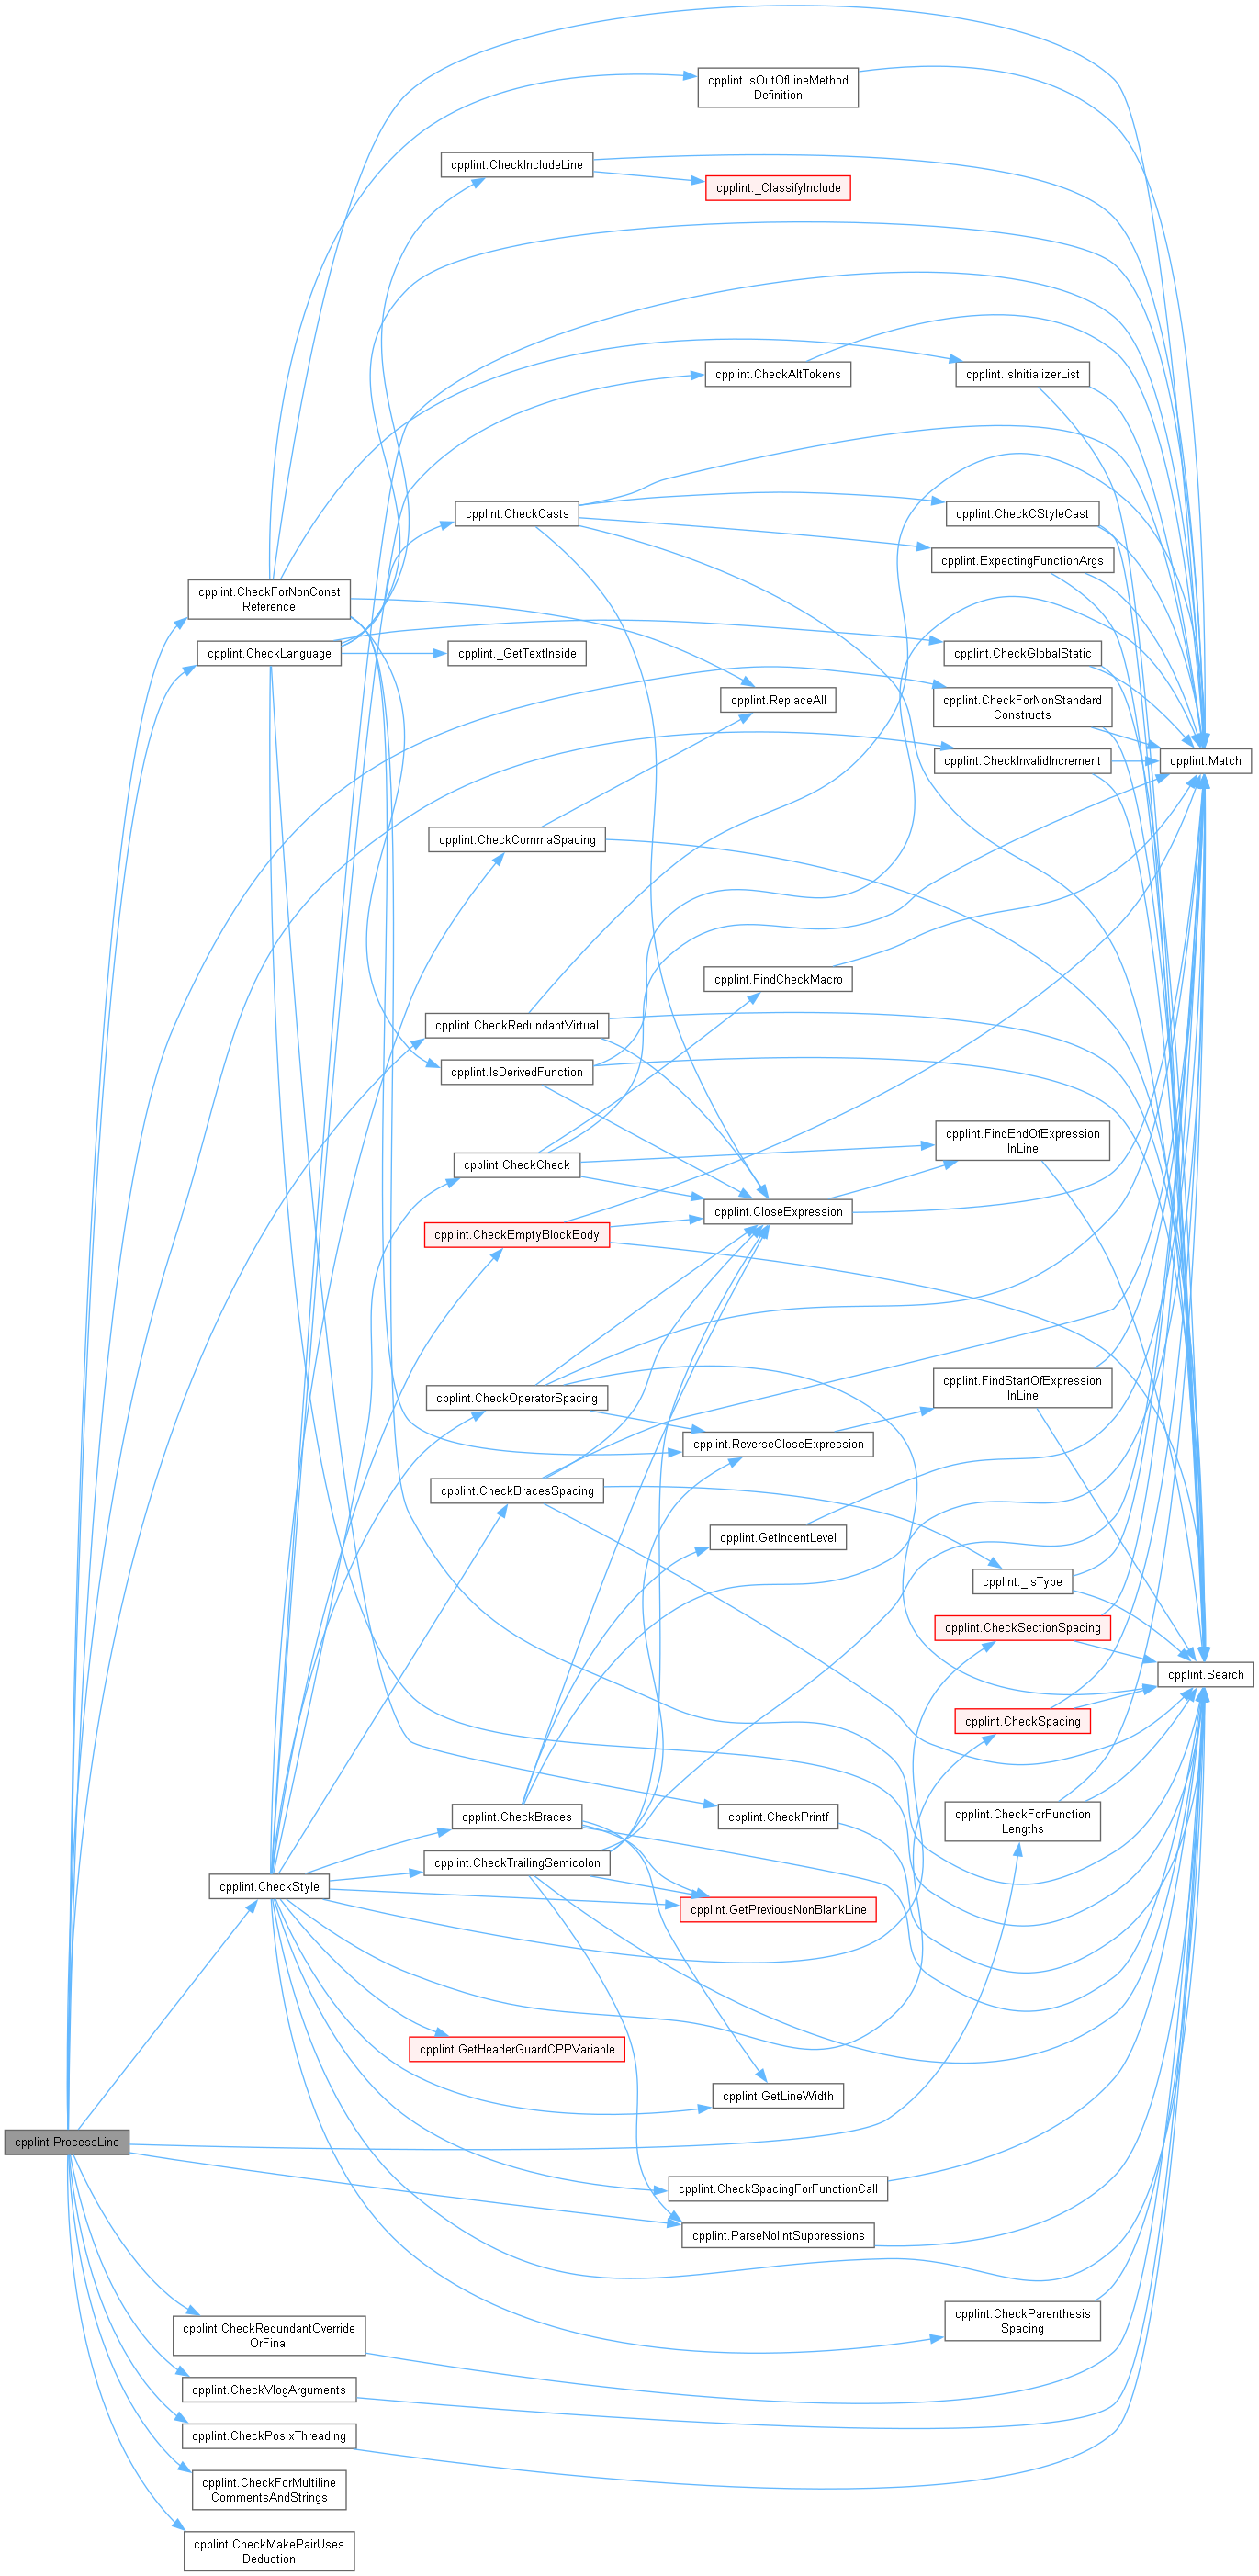 cpplint.IsOutOfLineMethod
Definition
cpplint.CheckIncludeLine
cpplint._ClassifyInclude
cpplint.CheckAltTokens
cpplint.IsInitializerList
cpplint.CheckCasts
cpplint.CheckCStyleCast
cpplint.ExpectingFunctionArgs
cpplint.CheckForNonConst
Reference
cpplint.CheckLanguage
cpplint._GetTextInside
cpplint.CheckGlobalStatic
cpplint.ReplaceAll
cpplint.CheckForNonStandard
Constructs
cpplint.CheckInvalidIncrement
cpplint.Match
cpplint.CheckCommaSpacing
cpplint.FindCheckMacro
cpplint.CheckRedundantVirtual
cpplint.IsDerivedFunction
cpplint.FindEndOfExpression
InLine
cpplint.CheckCheck
cpplint.CloseExpression
cpplint.CheckEmptyBlockBody
cpplint.FindStartOfExpression
InLine
cpplint.CheckOperatorSpacing
cpplint.ReverseCloseExpression
cpplint.CheckBracesSpacing
cpplint.GetIndentLevel
cpplint._IsType
cpplint.CheckSectionSpacing
cpplint.Search
cpplint.CheckSpacing
cpplint.CheckBraces
cpplint.CheckPrintf
cpplint.CheckForFunction
Lengths
cpplint.CheckTrailingSemicolon
cpplint.CheckStyle
cpplint.GetPreviousNonBlankLine
cpplint.GetHeaderGuardCPPVariable
cpplint.GetLineWidth
cpplint.ProcessLine
cpplint.CheckSpacingForFunctionCall
cpplint.ParseNolintSuppressions
cpplint.CheckParenthesis
Spacing
cpplint.CheckRedundantOverride
OrFinal
cpplint.CheckVlogArguments
cpplint.CheckPosixThreading
cpplint.CheckForMultiline
CommentsAndStrings
cpplint.CheckMakePairUses
Deduction